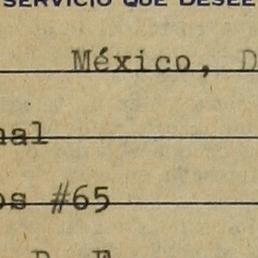 SERVICIO QUE DESEE
México, D
nal
os #65
D. F.